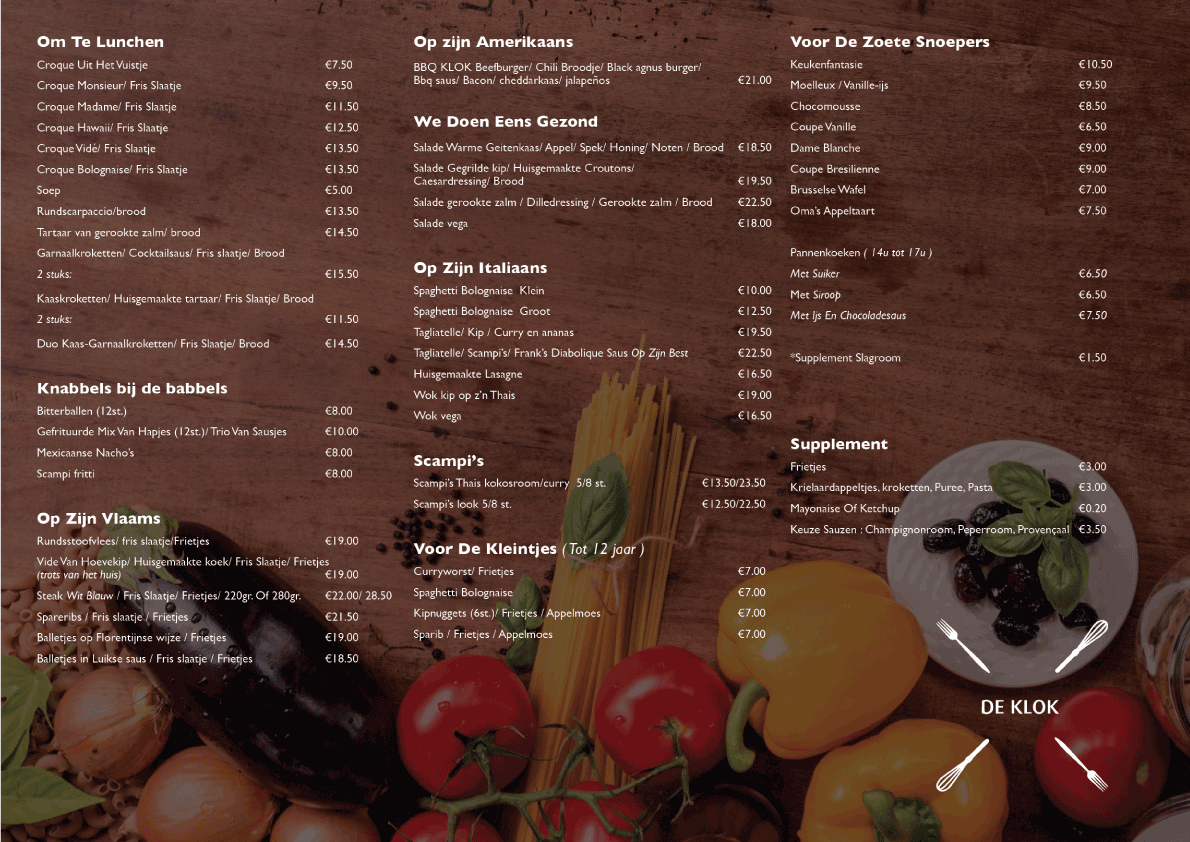 Om Te Lunchen
Croque Uit Het Vuistje €7.50
Croque Monsieur/ Fris Slaatje €9.50
Croque Madame/ Fris Slaatje €11.50
Croque Hawaii/ Fris Slaatje €12.50
Croque Vidé/ Fris Slaatje €13.50
Croque Bolognaise/ Fris Slaatje €13.50
Soep €5.00
Rundscarpaccio/brood €13.50
Tartaar van gerookte zalm/ brood €14.50
Garnaalkroketten/ Cocktailsaus/ Fris slaatje/ Brood
2 stuks: €15.50
Kaaskroketten/ Huisgemaakte tartaar/ Fris Slaatje/ Brood
2 stuks: €11.50
Duo Kaas-Garnaalkroketten/ Fris Slaatje/ Brood €14.50
Knabbels bij de babbels
Bitterballen (12st.) €8.00
Gefrituurde Mix Van Hapjes (12st.)/ Trio Van Sausjes €10.00
Mexicaanse Nacho's €8.00
Scampi fritti €8.00
Op Zijn Vlaams
Rundsstoofvlees/ fris slaatje/Frietjes €19.00
Vide Van Hoevekip/ Huisgemaakte koek/ Fris Slaatje/ Frietjes
(trots van het huis) €19.00
Steak Wit Blauw / Fris Slaatje/ Frietjes/ 220gr. Of 280gr. €22.00/ 28.50
Spareribs / Fris slaatje / Frietjes €21.50
Balletjes op Florentijnse wijze / Frietjes €19.00
Balletjes in Luikse saus / Fris slaatje / Frietjes €18.50
Op zijn Amerikaans
BBQ KLOK Beefburger/ Chili Broodje/ Black agnus burger/
Bbq saus/ Bacon/ cheddarkaas/ jalapeños €21.00
We Doen Eens Gezond
Salade Warme Geitenkaas/ Appel/ Spek/ Honing/ Noten / Brood €18.50
Salade Gegrilde kip/ Huisgemaakte Croutons/
Caesardressing/ Brood €19.50
Salade gerookte zalm / Dilledressing / Gerookte zalm / Brood €22.50
Salade vega €18.00
Op Zijn Italiaans
Spaghetti Bolognaise Klein €10.00
Spaghetti Bolognaise Groot €12.50
Tagliatelle/ Kip / Curry en ananas €19.50
Tagliatelle/ Scampi's/ Frank's Diabolique Saus Op Zijn Best €22.50
Huisgemaakte Lasagne €16.50
Wok kip op z'n Thais €19.00
Wok vega €16.50
Scampi's
Scampi's Thais kokosroom/curry 5/8 st. €13.50/23.50
Scampi's look 5/8 st. €12.50/22.50
Voor De Kleintjes ( Tot 12 jaar )
Curryworst/ Frietjes €7.00
Spaghetti Bolognaise €7.00
Kipnuggets (6st.)/ Frietjes / Appelmoes €7.00
Sparib / Frietjes / Appelmoes €7.00
Voor De Zoete Snoepers
Keukenfantasie €10.50
Moelleux / Vanille-ijs €9.50
Chocomousse €8.50
Coupe Vanille €6.50
Dame Blanche €9.00
Coupe Bresilienne €9.00
Brusselse Wafel €7.00
Oma's Appeltaart €7.50
Pannenkoeken ( 14u tot 17u )
Met Suiker €6.50
Met Siroop €6.50
Met Ijs En Chocoladesaus €7.50
*Supplement Slagroom €1.50
Supplement
Frietjes €3.00
Krielaardappeltjes, kroketten, Puree, Pasta €3.00
Mayonaise Of Ketchup €0.20
Keuze Sauzen : Champignonroom, Peperroom, Provençaal €3.50
DE KLOK